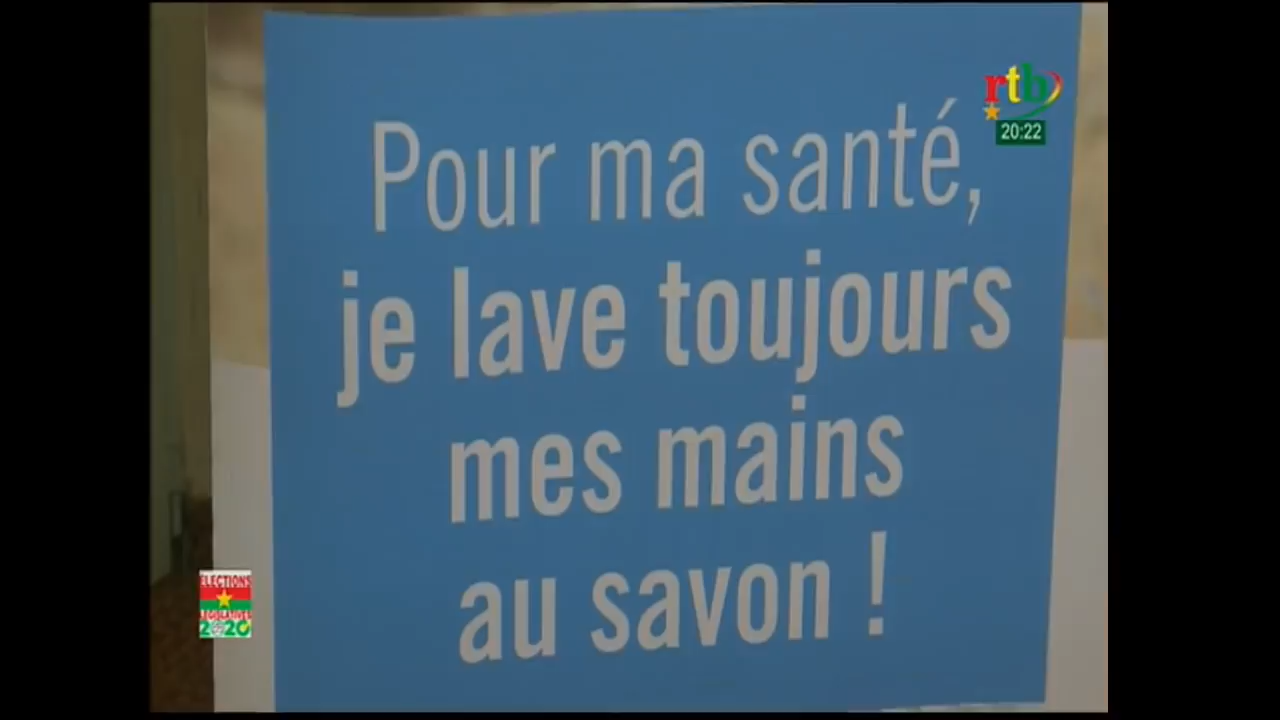 rtb
20:22
Pour ma santé,
je lave toujours
mes mains
au savon !
ELECTIONS
2020